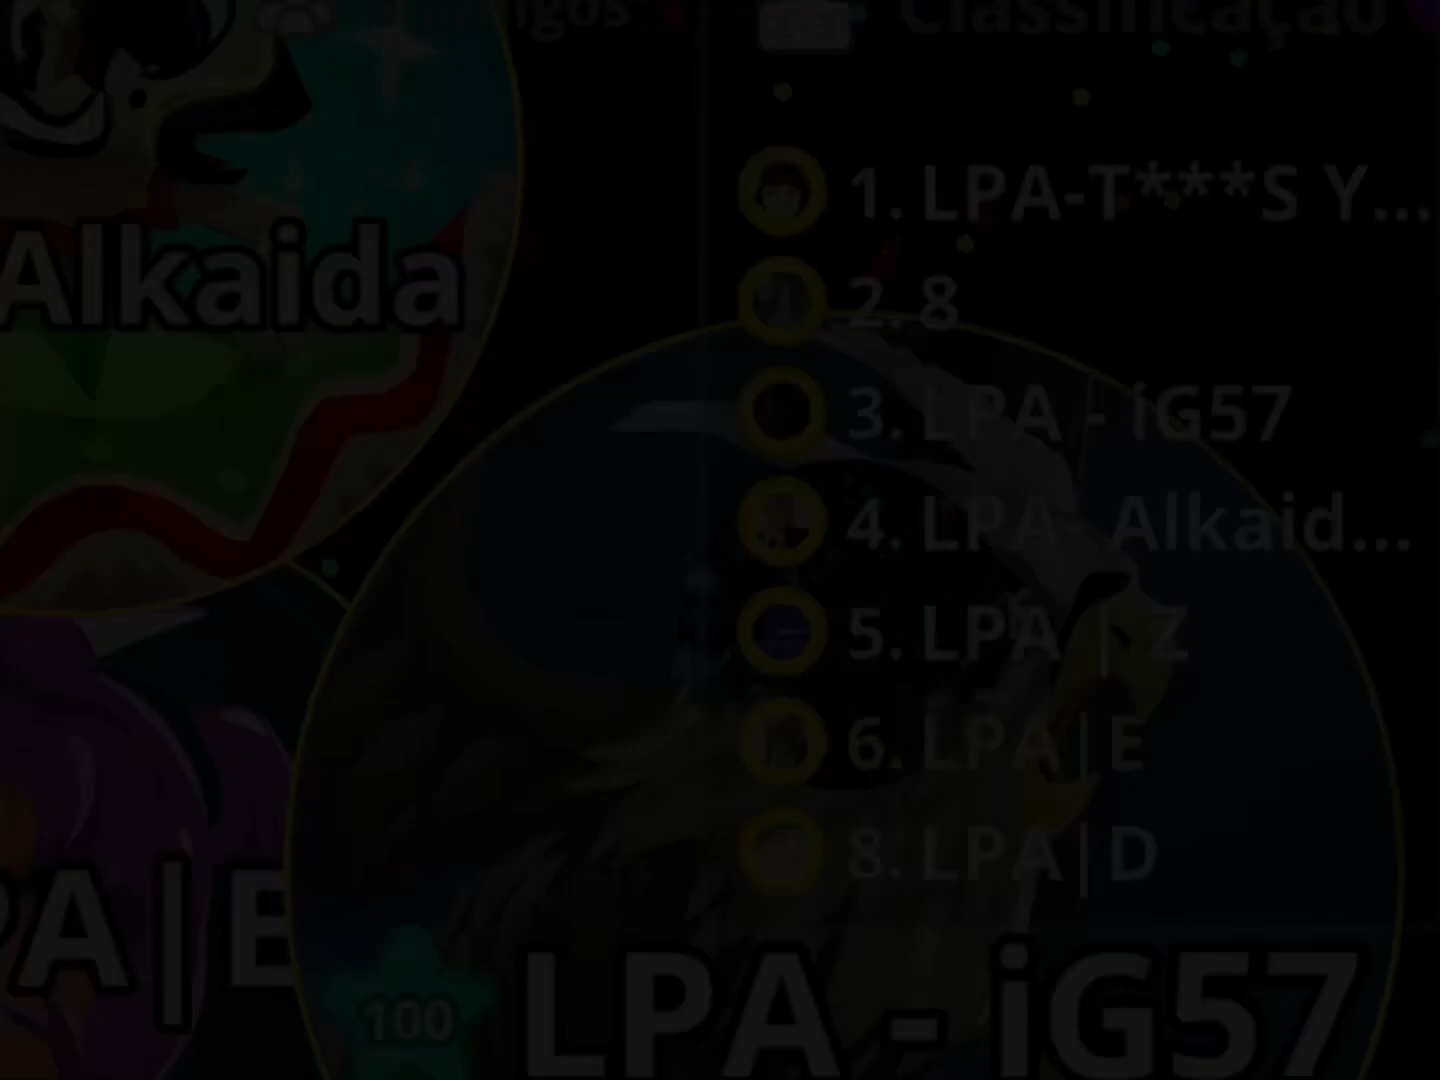 Classificação
1. LPA-T***S Y...
Alkaida
2. 8
3. LPA - iG57
4. LPA- Alkaid...
5. LPA | Z
6. LPA|E
8. LPA|D
PA|E
100
LPA - iG57